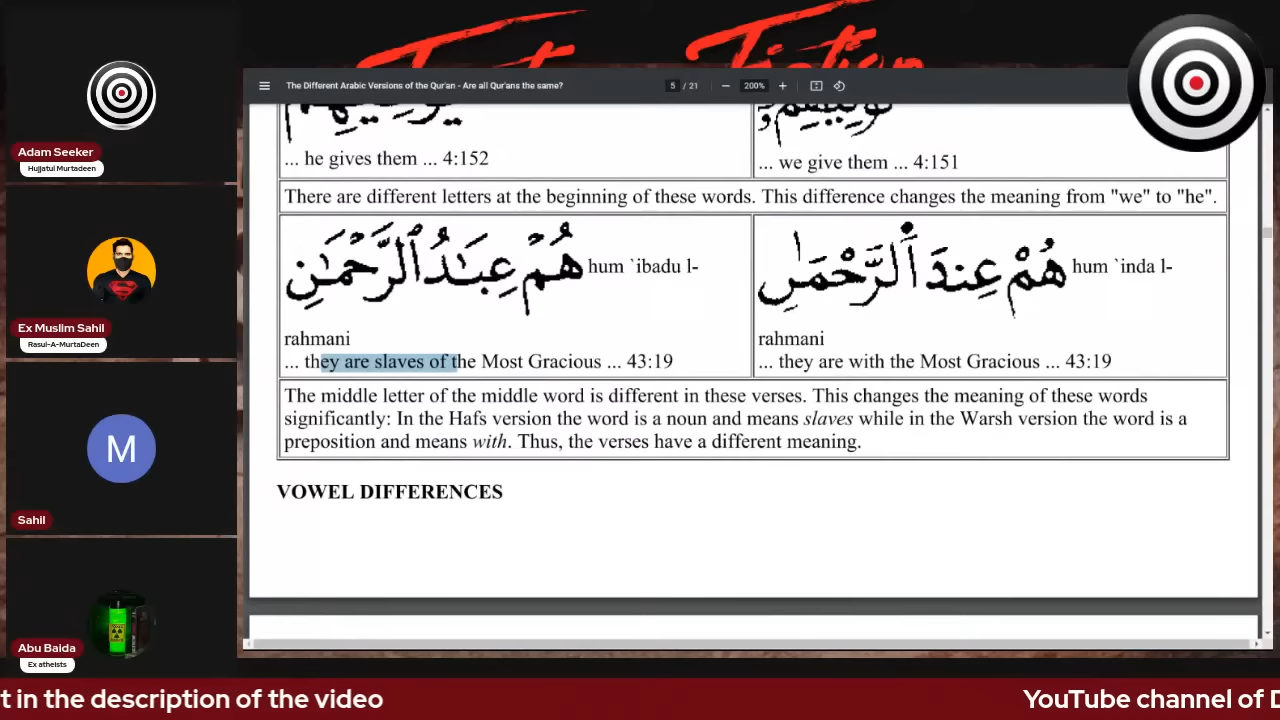 Fact Fiction
The Different Arabic Versions of the Qur'an - Are all Qur'ans the same?
5 / 21
200%
... he gives them ... 4:152
... we give them ... 4:151
There are different letters at the beginning of these words. This difference changes the meaning from "we" to "he".
هُمْ عِبَـٰدُ ٱلرَّحْمَـٰنِ hum `ibadu l-
rahmani
... they are slaves of the Most Gracious ... 43:19
هُمْ عِندَ اَ۬لرَّحْمَٰنِ hum `inda l-
rahmani
... they are with the Most Gracious ... 43:19
The middle letter of the middle word is different in these verses. This changes the meaning of these words
significantly: In the Hafs version the word is a noun and means slaves while in the Warsh version the word is a
preposition and means with. Thus, the verses have a different meaning.
VOWEL DIFFERENCES
Adam Seeker
Hujjatul Murtadeen
Ex Muslim Sahil
Rasul-A-MurtaDeen
M
Sahil
Abu Baida
Ex atheists
t in the description of the video
YouTube channel of